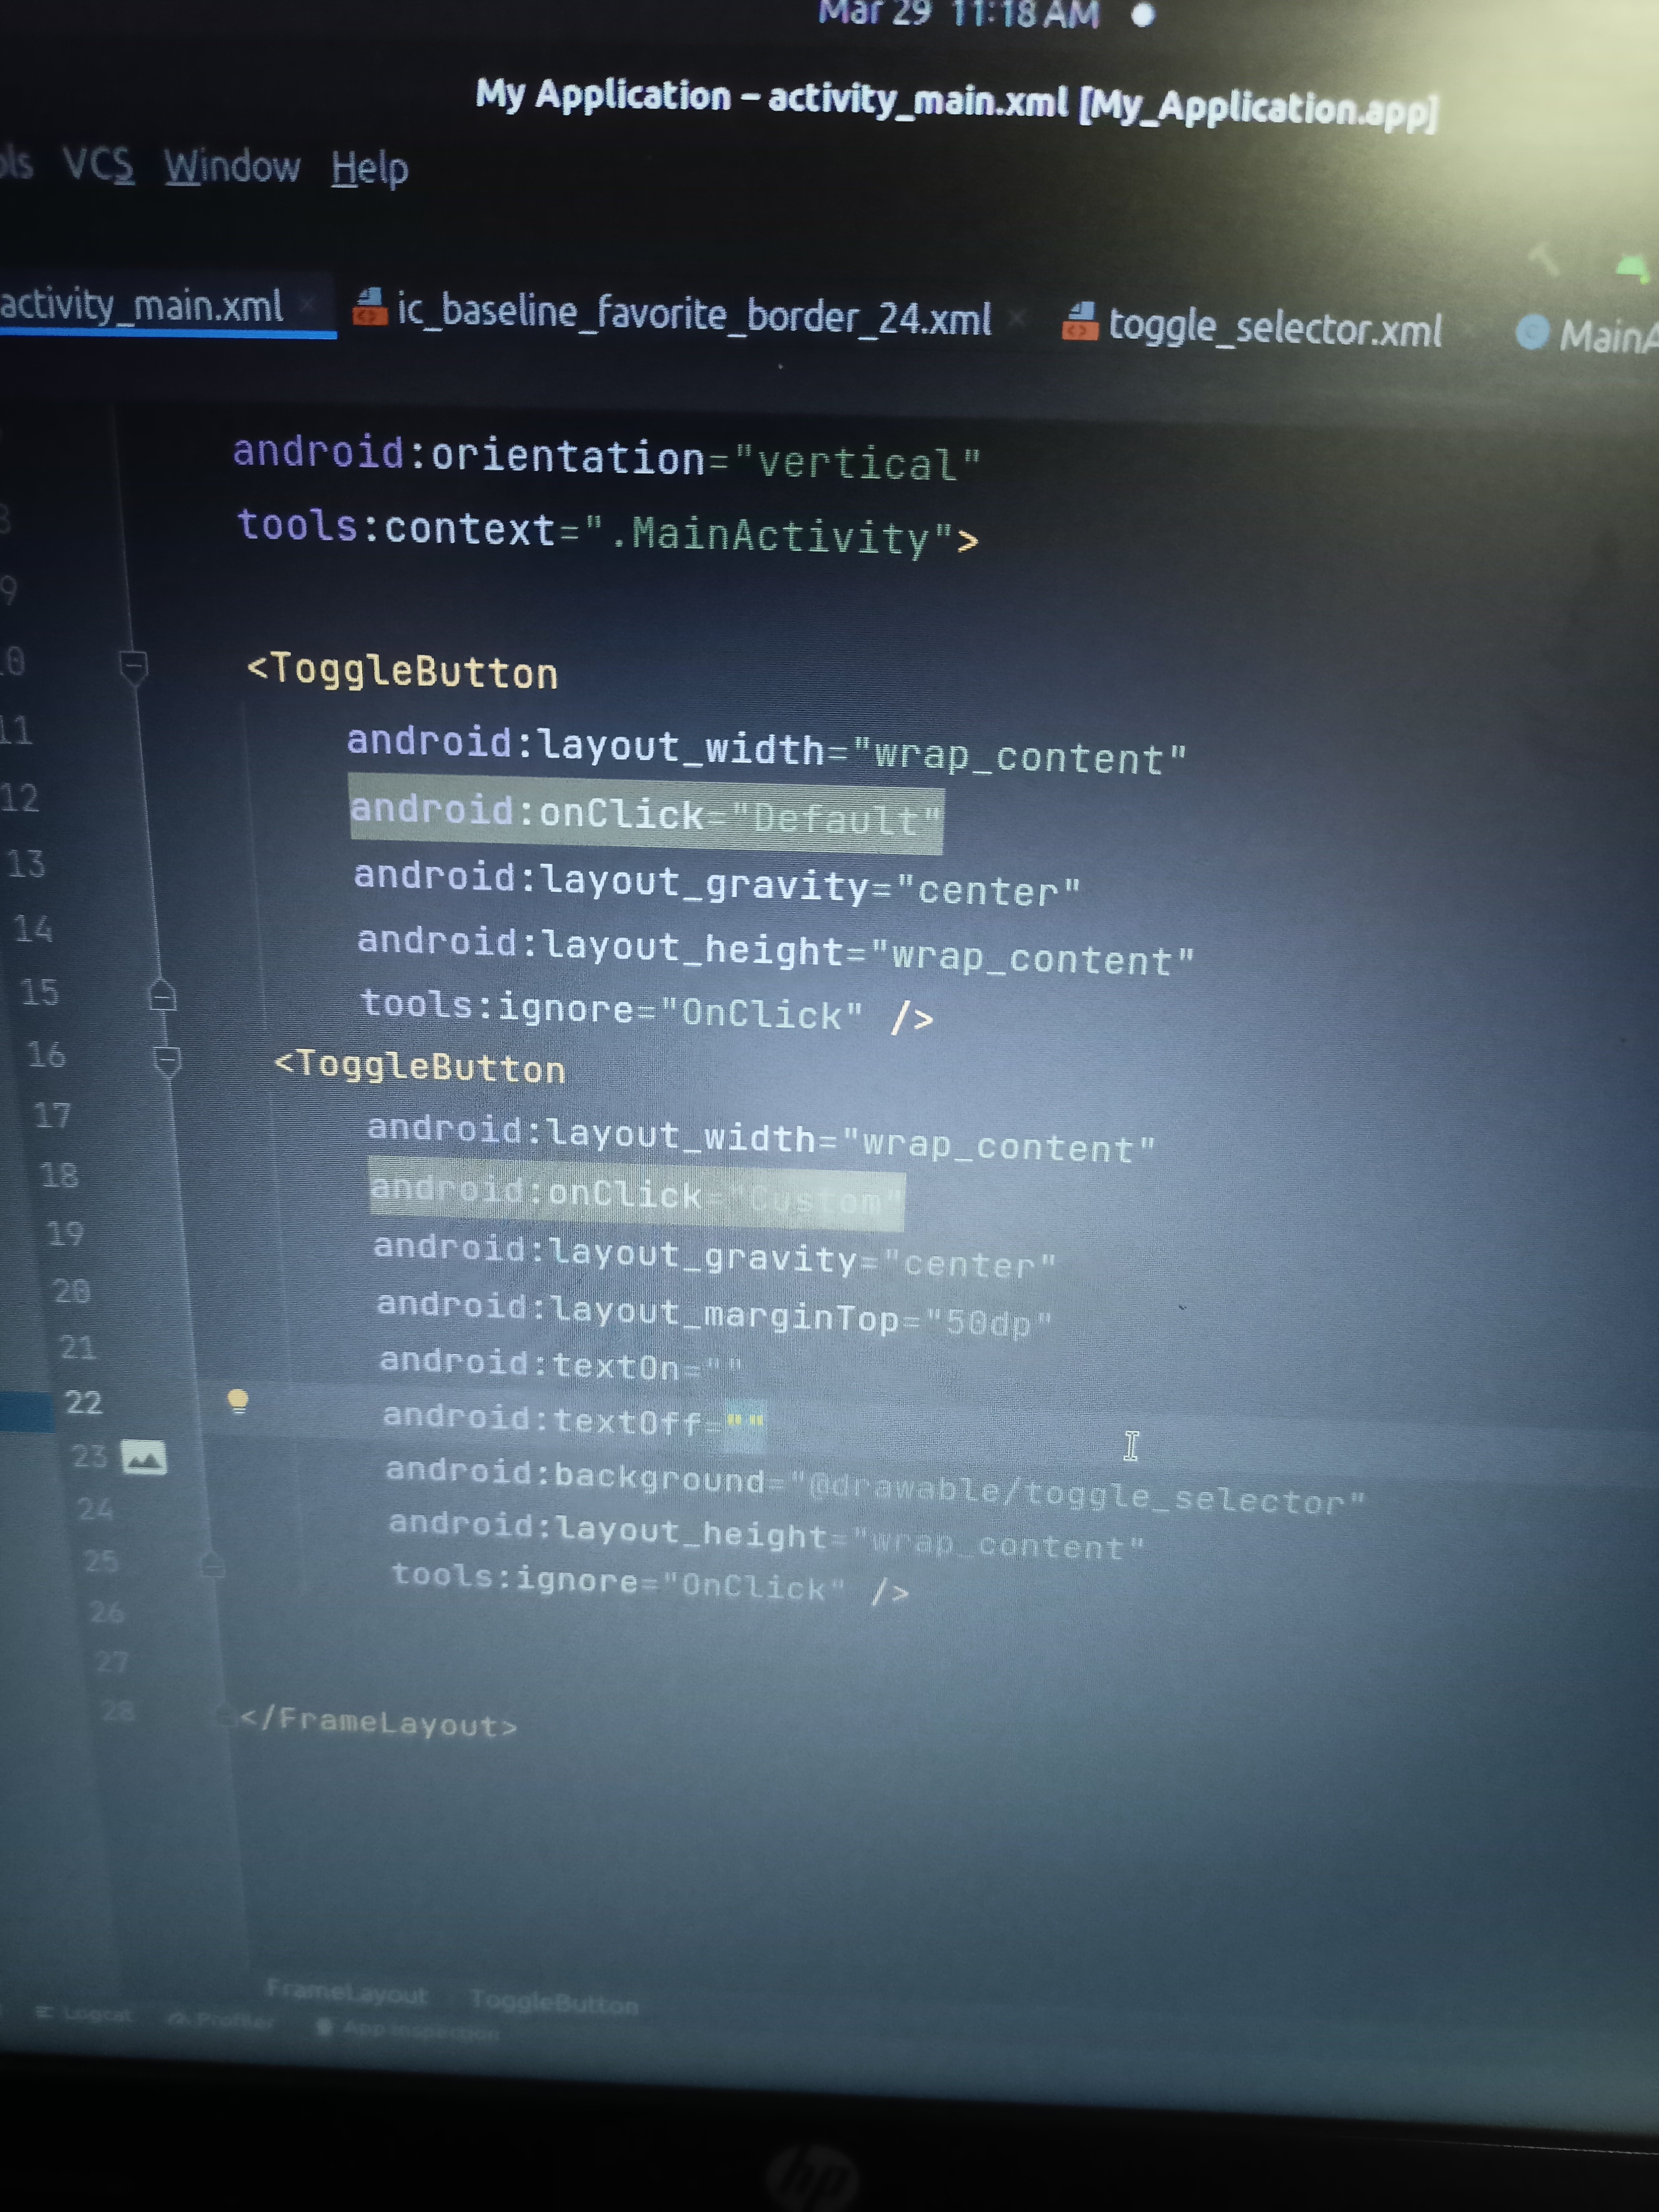 Mar 29 11:18 AM
My Application – activity_main.xml [My_Application.app]
VCS Window Help
activity_main.xml ic_baseline_favorite_border_24.xml toggle_selector.xml
android:orientation="vertical"
tools:context=".MainActivity">
9
<ToggleButton
11 android:layout_width="wrap_content"
12 android:onClick="Default"
13 android:layout_gravity="center"
14 android:layout_height="wrap_content"
15 tools:ignore="OnClick" />
16 <ToggleButton
17 android:layout_width="wrap_content"
18 android:onClick="Custom"
19 android:layout_gravity="center"
20 android:layout_marginTop="50dp"
21 android:textOn=""
22 android:textOff=""
23 android:background="@drawable/toggle_selector"
24 android:layout_height="wrap_content"
25 tools:ignore="OnClick" />
26
27
28 </FrameLayout>
FrameLayout ToggleButton
Logcat Profiler App Inspection
hp